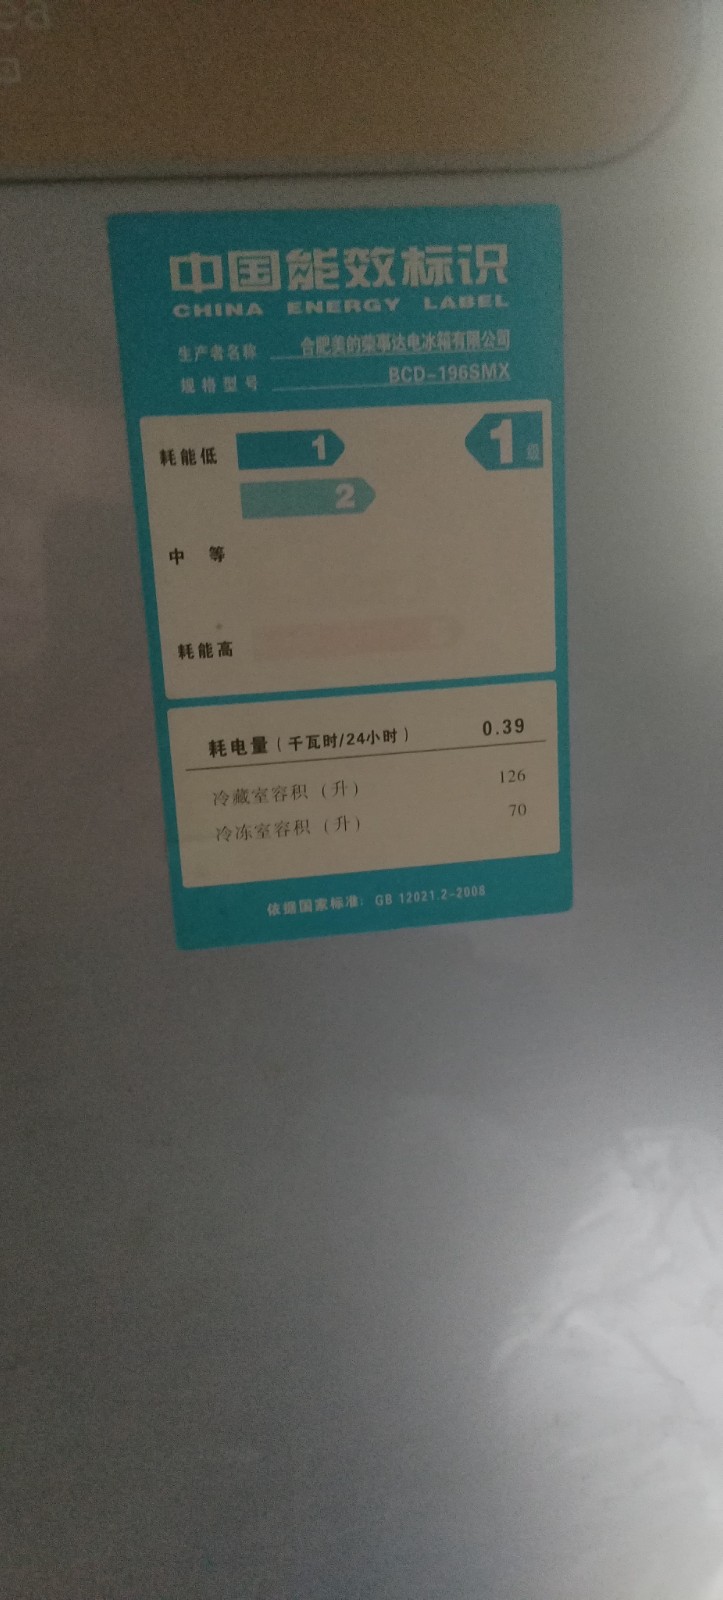 ea
中国能效标识
CHINA ENERGY LABEL
生产者名称 合肥美的荣事达电冰箱有限公司
规格型号 BCD-196SMX
耗能低 1 1级
2
中 等
耗能高
耗电量（千瓦时/24小时） 0.39
冷藏室容积（升） 126
冷冻室容积（升） 70
依据国家标准: GB 12021.2-2008